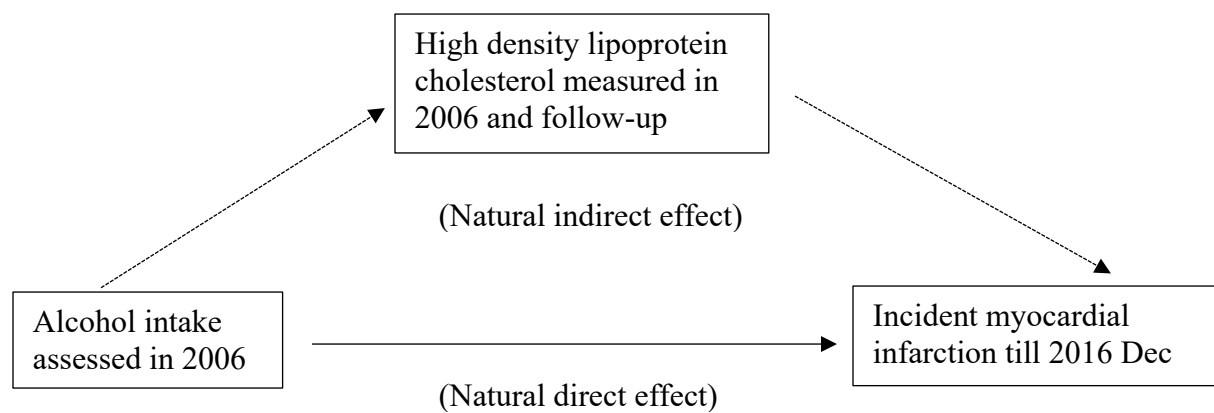 High density lipoprotein
cholesterol measured in
2006 and follow-up
(Natural indirect effect)
Alcohol intake
assessed in 2006
Incident myocardial
infarction till 2016 Dec
(Natural direct effect)